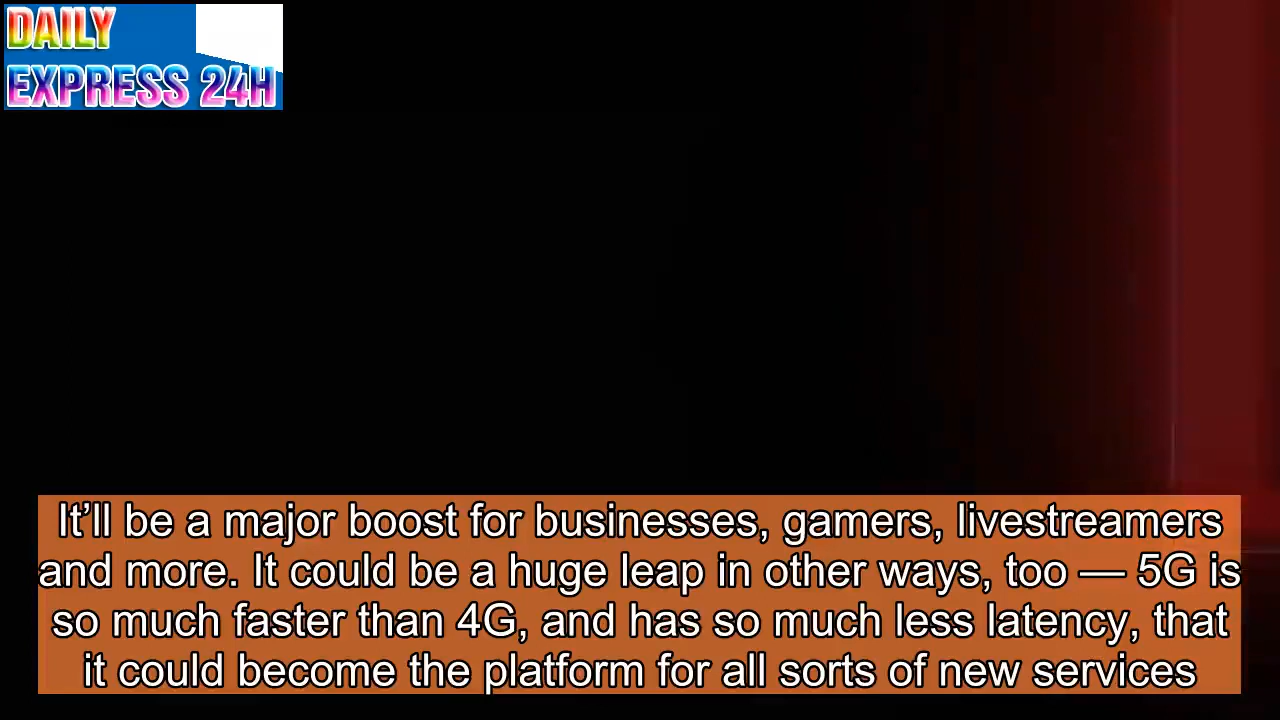 DAILY
EXPRESS 24H
It’ll be a major boost for businesses, gamers, livestreamers
and more. It could be a huge leap in other ways, too — 5G is
so much faster than 4G, and has so much less latency, that
it could become the platform for all sorts of new services